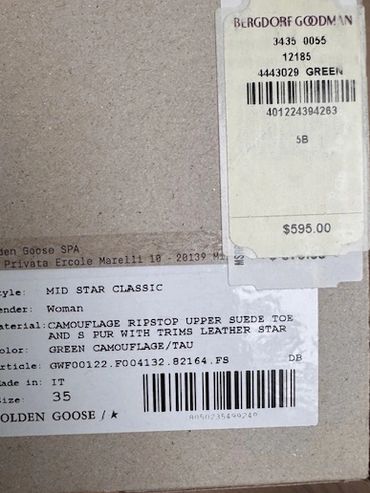 BERGDORF GOODMAN
3435 0055
12185
4443029 GREEN
401224394263
5B
$595.00
den Goose SPA
Privata Ercole Marelli 10 - 20139 Mi
tyle: MID STAR CLASSIC
ender: Woman
aterial: CAMOUFLAGE RIPSTOP UPPER SUEDE TOE
AND S PUR WITH TRIMS LEATHER STAR
olor: GREEN CAMOUFLAGE/TAU
rticle: GWF00122.F004132.82164.FS DB
ade in: IT
ize: 35
OLDEN GOOSE /★